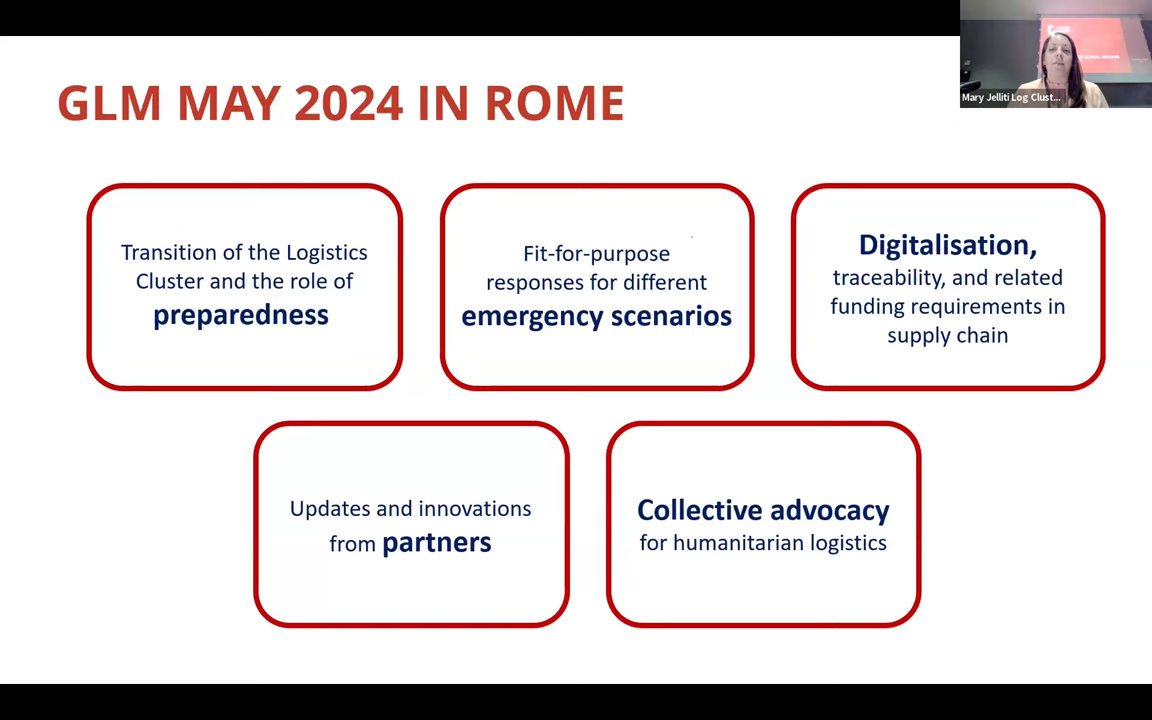 GLM MAY 2024 IN ROME
Mary Jelliti Log Clust...
Transition of the Logistics
Cluster and the role of
preparedness
Fit-for-purpose
responses for different
emergency scenarios
Digitalisation,
traceability, and related
funding requirements in
supply chain
Updates and innovations
from partners
Collective advocacy
for humanitarian logistics